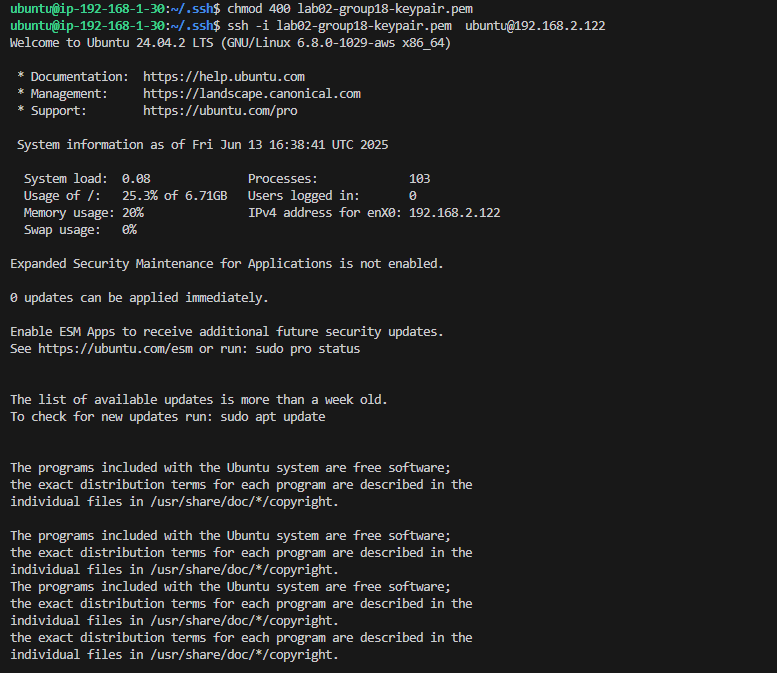 ubuntu@ip-192-168-1-30:~/.ssh$ chmod 400 lab02-group18-keypair.pem
ubuntu@ip-192-168-1-30:~/.ssh$ ssh -i lab02-group18-keypair.pem  ubuntu@192.168.2.122
Welcome to Ubuntu 24.04.2 LTS (GNU/Linux 6.8.0-1029-aws x86_64)

 * Documentation:  https://help.ubuntu.com
 * Management:     https://landscape.canonical.com
 * Support:        https://ubuntu.com/pro

 System information as of Fri Jun 13 16:38:41 UTC 2025

  System load:  0.08              Processes:             103
  Usage of /:   25.3% of 6.71GB   Users logged in:       0
  Memory usage: 20%               IPv4 address for enX0: 192.168.2.122
  Swap usage:   0%

Expanded Security Maintenance for Applications is not enabled.

0 updates can be applied immediately.

Enable ESM Apps to receive additional future security updates.
See https://ubuntu.com/esm or run: sudo pro status


The list of available updates is more than a week old.
To check for new updates run: sudo apt update


The programs included with the Ubuntu system are free software;
the exact distribution terms for each program are described in the
individual files in /usr/share/doc/*/copyright.

The programs included with the Ubuntu system are free software;
the exact distribution terms for each program are described in the
individual files in /usr/share/doc/*/copyright.
The programs included with the Ubuntu system are free software;
the exact distribution terms for each program are described in the
individual files in /usr/share/doc/*/copyright.
the exact distribution terms for each program are described in the
individual files in /usr/share/doc/*/copyright.